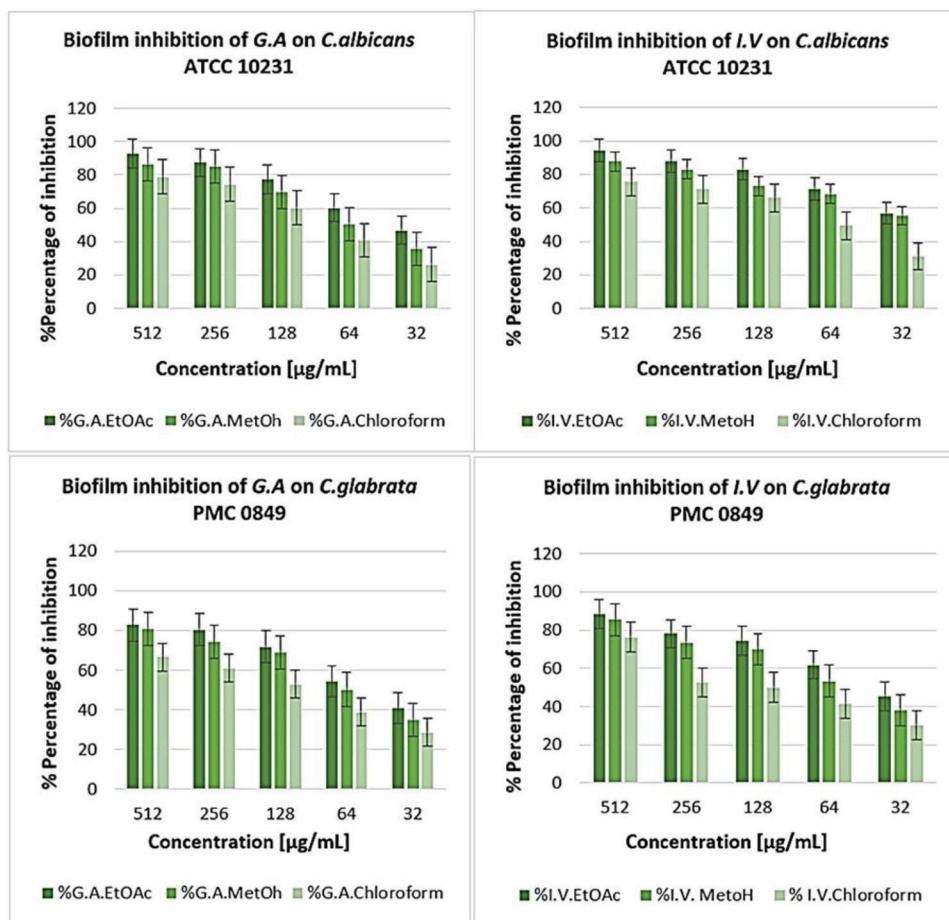 Biofilm inhibition of G.A on C.albicans
ATCC 10231
%Percentage of inhibition
120
100
80
60
40
20
0
512 256 128 64 32
Concentration [µg/mL]
%G.A.EtOAc %G.A.MetOh %G.A.Chloroform
Biofilm inhibition of I.V on C.albicans
ATCC 10231
% Percentage of inhibition
120
100
80
60
40
20
0
512 256 128 64 32
Concentration [µg/mL]
%I.V.EtOAc %I.V.MetoH %I.V.Chloroform
Biofilm inhibition of G.A on C.glabrata
PMC 0849
% Percentage of inhibition
120
100
80
60
40
20
0
512 256 128 64 32
Concentration [µg/mL]
%G.A.EtOAc %G.A.MetOh %G.A.Chloroform
Biofilm inhibition of I.V on C.glabrata
PMC 0849
% Percentage of inhibition
120
100
80
60
40
20
0
512 256 128 64 32
Concentration [µg/mL]
%I.V.EtOAc %I.V. MetoH % I.V.Chloroform